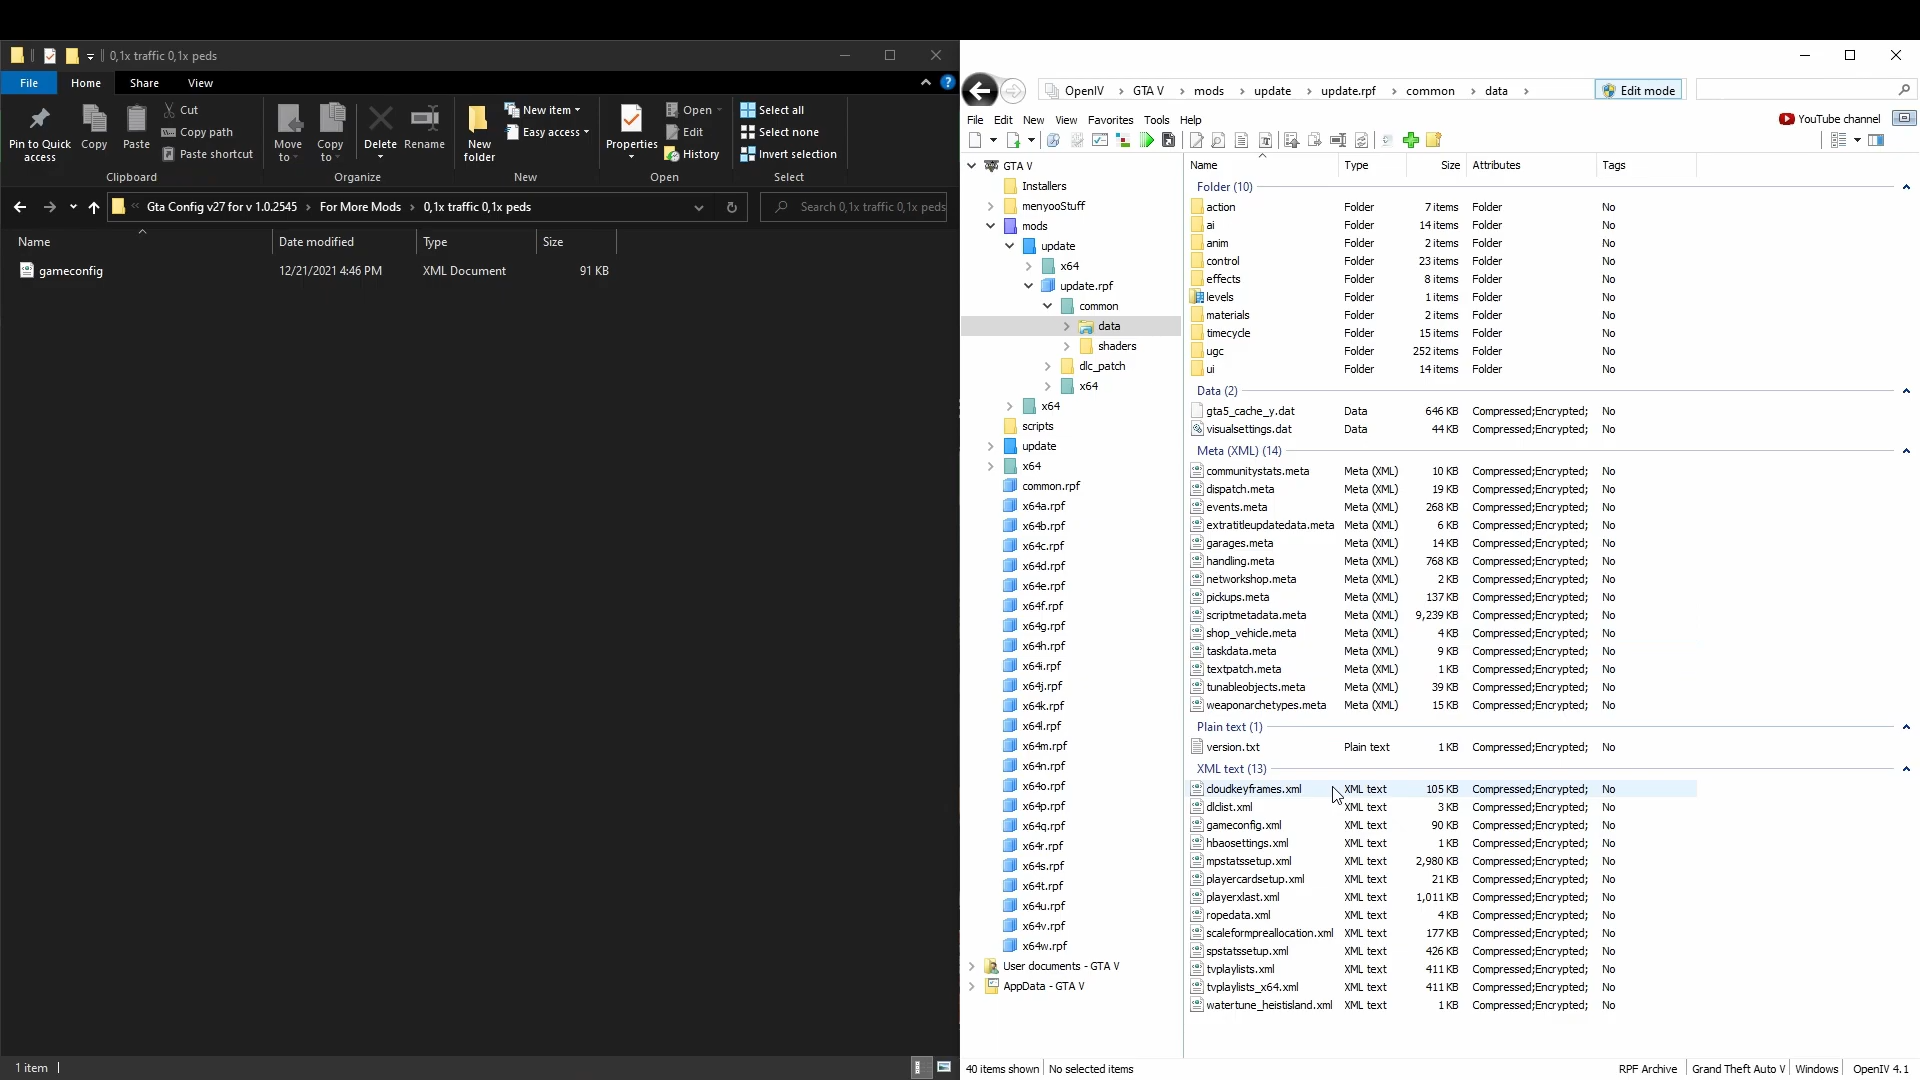 0,1x traffic 0,1x peds
File
Home
Share
View
Pin to Quick access
Copy
Paste
Cut
Copy path
Paste shortcut
Clipboard
Move to
Copy to
Delete
Rename
Organize
New folder
New item
Easy access
New
Properties
Open
Edit
History
Open
Select all
Select none
Invert selection
Select
Gta Config v27 for v 1.0.2545 > For More Mods > 0,1x traffic 0,1x peds
Search 0,1x traffic 0,1x peds
Name Date modified Type Size
gameconfig 12/21/2021 4:46 PM XML Document 91 KB
1 item
OpenIV > GTA V > mods > update > update.rpf > common > data >
Edit mode
File Edit New View Favorites Tools Help
YouTube channel
GTA V
Installers
menyooStuff
mods
update
x64
update.rpf
common
data
shaders
dlc_patch
x64
x64
scripts
update
x64
common.rpf
x64a.rpf
x64b.rpf
x64c.rpf
x64d.rpf
x64e.rpf
x64f.rpf
x64g.rpf
x64h.rpf
x64i.rpf
x64j.rpf
x64k.rpf
x64l.rpf
x64m.rpf
x64n.rpf
x64o.rpf
x64p.rpf
x64q.rpf
x64r.rpf
x64s.rpf
x64t.rpf
x64u.rpf
x64v.rpf
x64w.rpf
User documents - GTA V
AppData - GTA V
Name Type Size Attributes Tags
Folder (10)
action Folder 7 items Folder No
ai Folder 14 items Folder No
anim Folder 2 items Folder No
control Folder 23 items Folder No
effects Folder 8 items Folder No
levels Folder 1 items Folder No
materials Folder 2 items Folder No
timecycle Folder 15 items Folder No
ugc Folder 252 items Folder No
ui Folder 14 items Folder No
Data (2)
gta5_cache_y.dat Data 646 KB Compressed;Encrypted; No
visualsettings.dat Data 44 KB Compressed;Encrypted; No
Meta (XML) (14)
communitystats.meta Meta (XML) 10 KB Compressed;Encrypted; No
dispatch.meta Meta (XML) 19 KB Compressed;Encrypted; No
events.meta Meta (XML) 268 KB Compressed;Encrypted; No
extratitleupdatedata.meta Meta (XML) 6 KB Compressed;Encrypted; No
garages.meta Meta (XML) 14 KB Compressed;Encrypted; No
handling.meta Meta (XML) 768 KB Compressed;Encrypted; No
networkshop.meta Meta (XML) 2 KB Compressed;Encrypted; No
pickups.meta Meta (XML) 137 KB Compressed;Encrypted; No
scriptmetadata.meta Meta (XML) 9,239 KB Compressed;Encrypted; No
shop_vehicle.meta Meta (XML) 4 KB Compressed;Encrypted; No
taskdata.meta Meta (XML) 9 KB Compressed;Encrypted; No
textpatch.meta Meta (XML) 1 KB Compressed;Encrypted; No
tunableobjects.meta Meta (XML) 39 KB Compressed;Encrypted; No
weaponarchetypes.meta Meta (XML) 15 KB Compressed;Encrypted; No
Plain text (1)
version.txt Plain text 1 KB Compressed;Encrypted; No
XML text (13)
cloudkeyframes.xml XML text 105 KB Compressed;Encrypted; No
dlclist.xml XML text 3 KB Compressed;Encrypted; No
gameconfig.xml XML text 90 KB Compressed;Encrypted; No
hbaosettings.xml XML text 1 KB Compressed;Encrypted; No
mpstatssetup.xml XML text 2,980 KB Compressed;Encrypted; No
playercardsetup.xml XML text 21 KB Compressed;Encrypted; No
playerxlast.xml XML text 1,011 KB Compressed;Encrypted; No
ropedata.xml XML text 4 KB Compressed;Encrypted; No
scaleformpreallocation.xml XML text 177 KB Compressed;Encrypted; No
spstatssetup.xml XML text 426 KB Compressed;Encrypted; No
tvplaylists.xml XML text 411 KB Compressed;Encrypted; No
tvplaylists_x64.xml XML text 411 KB Compressed;Encrypted; No
watertune_heistisland.xml XML text 1 KB Compressed;Encrypted; No
40 items shown No selected items RPF Archive Grand Theft Auto V Windows OpenIV 4.1